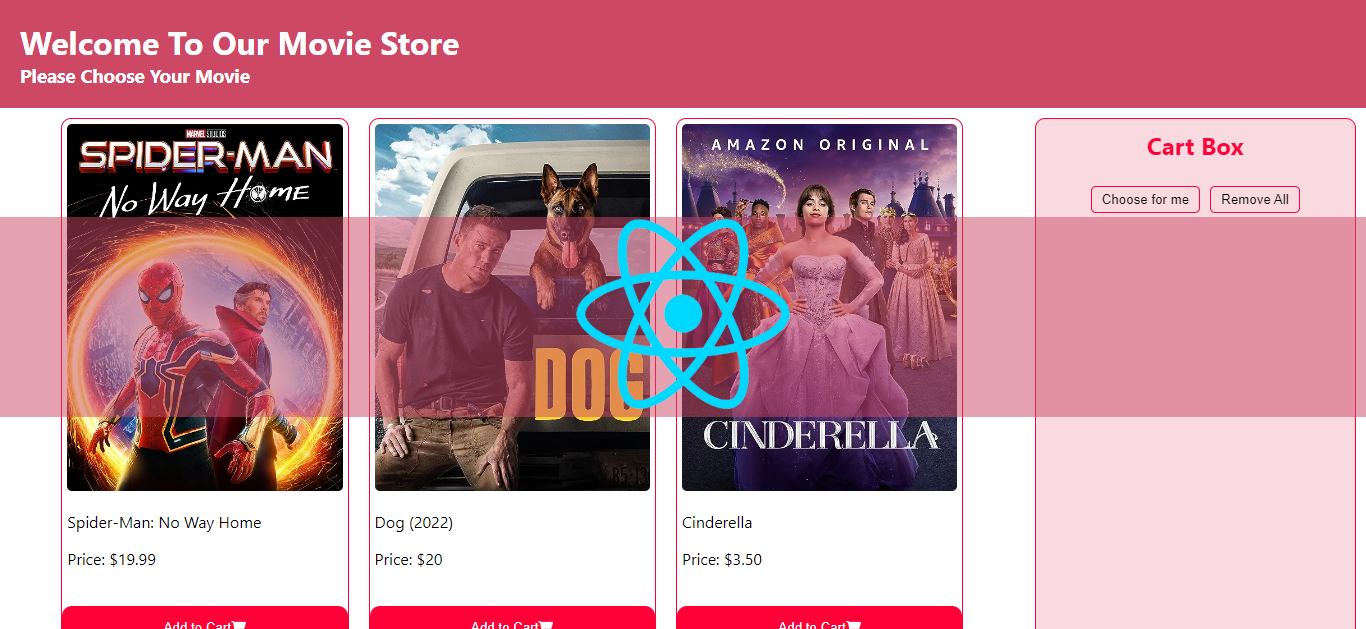 Welcome To Our Movie Store
Please Choose Your Movie
MARVEL STUDIOS
SPIDER-MAN
No Way Home
DOG
AMAZON ORIGINAL
CINDERELLA
Spider-Man: No Way Home
Price: $19.99
Add to Cart
Dog (2022)
Price: $20
Add to Cart
Cinderella
Price: $3.50
Add to Cart
Cart Box
Choose for me
Remove All